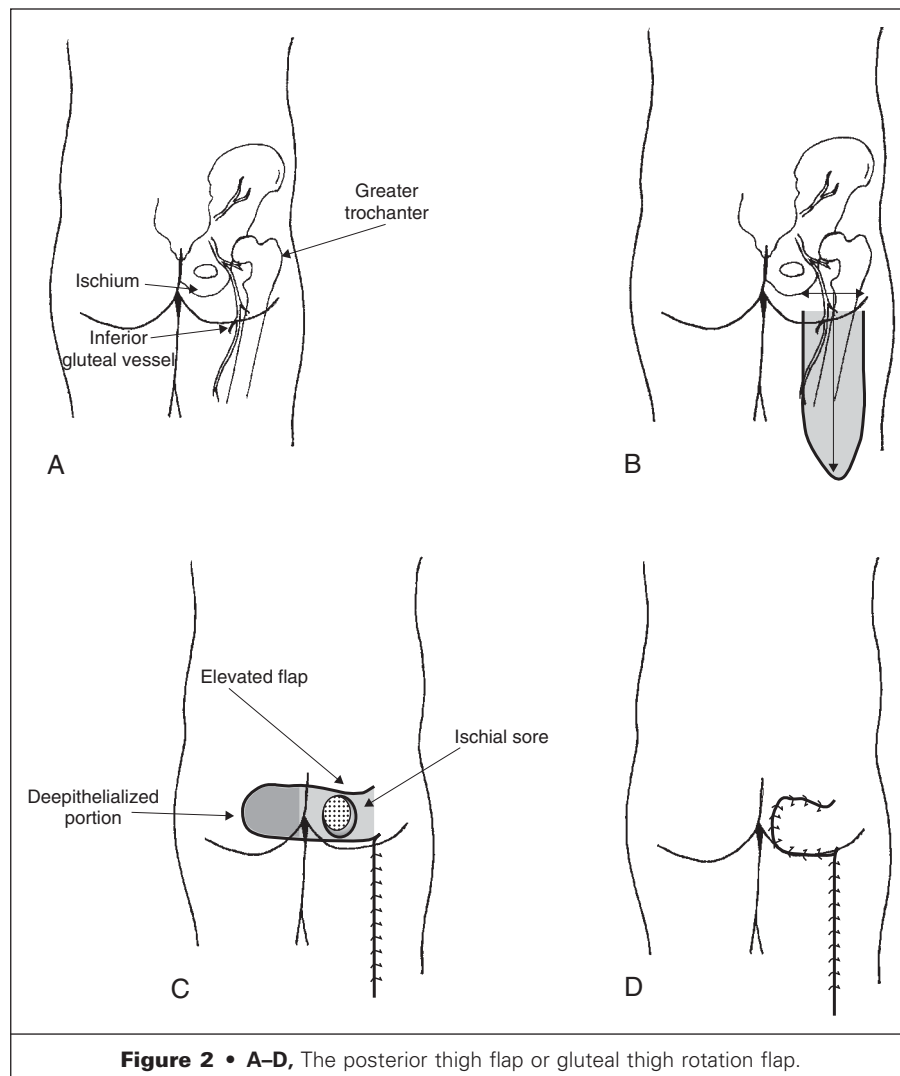 Greater
trochanter
Ischium
Inferior
gluteal vessel
A
B
Elevated flap
Ischial sore
Deepithelialized
portion
C
D
Figure 2 • A–D, The posterior thigh flap or gluteal thigh rotation flap.